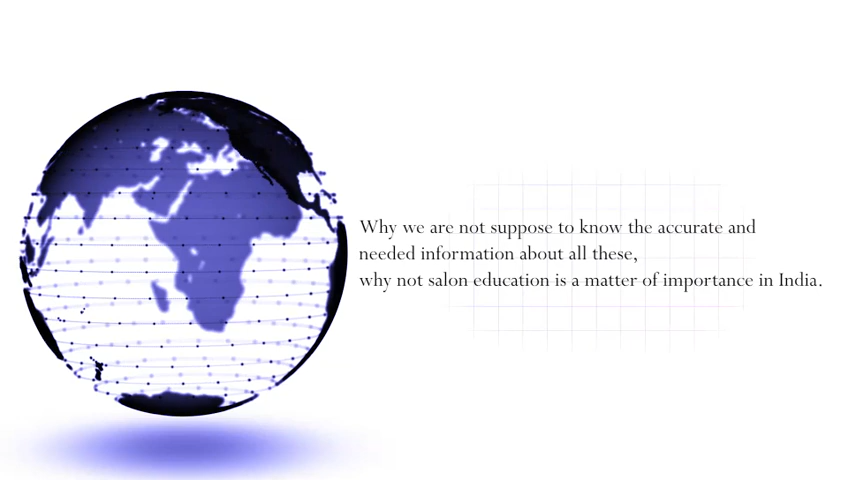 Why we are not suppose to know the accurate and
needed information about all these,
why not salon education is a matter of importance in India.